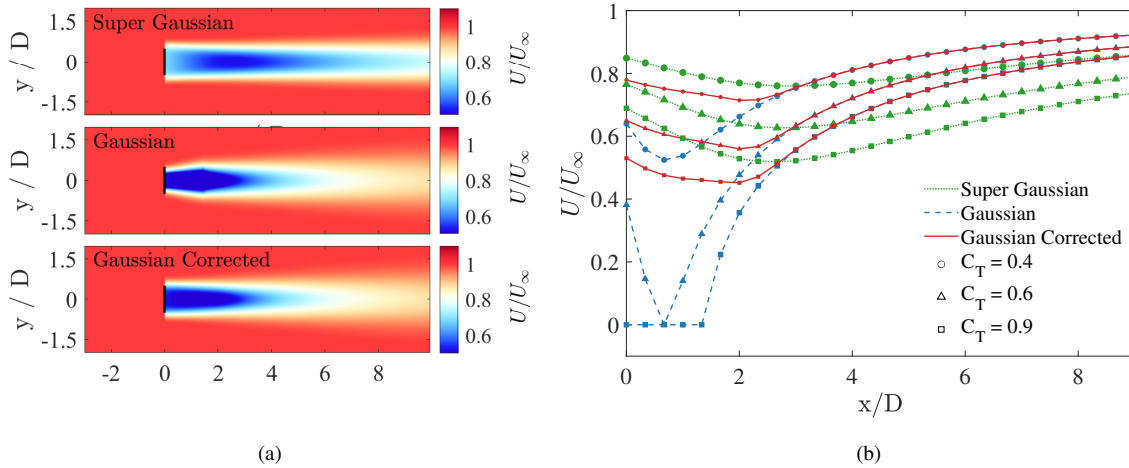 1.5
0
-1.5
y / D
Super Gaussian
1
0.8
0.6
U/U∞
1.5
0
-1.5
y / D
Gaussian
1
0.8
0.6
U/U∞
1.5
0
-1.5
y / D
Gaussian Corrected
1
0.8
0.6
U/U∞
-2 0 2 4 6 8
(a)
1
0.8
0.6
0.4
0.2
0
U/U∞
Super Gaussian
Gaussian
Gaussian Corrected
C_T = 0.4
C_T = 0.6
C_T = 0.9
0 2 4 6 8
x/D
(b)